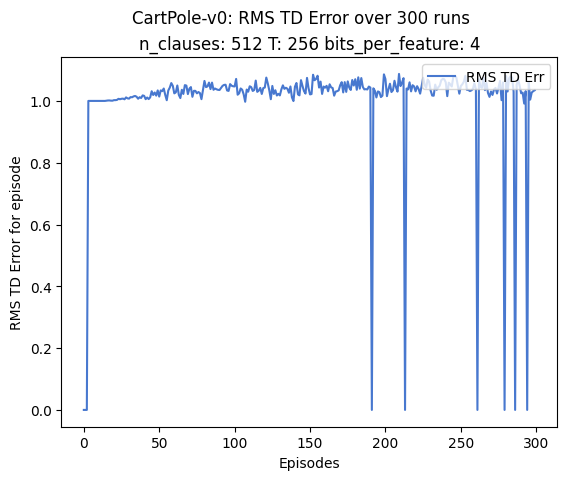 CartPole-v0: RMS TD Error over 300 runs
n_clauses: 512 T: 256 bits_per_feature: 4
RMS TD Err
1.0
0.8
0.6
0.4
0.2
0.0
RMS TD Error for episode
0 50 100 150 200 250 300
Episodes